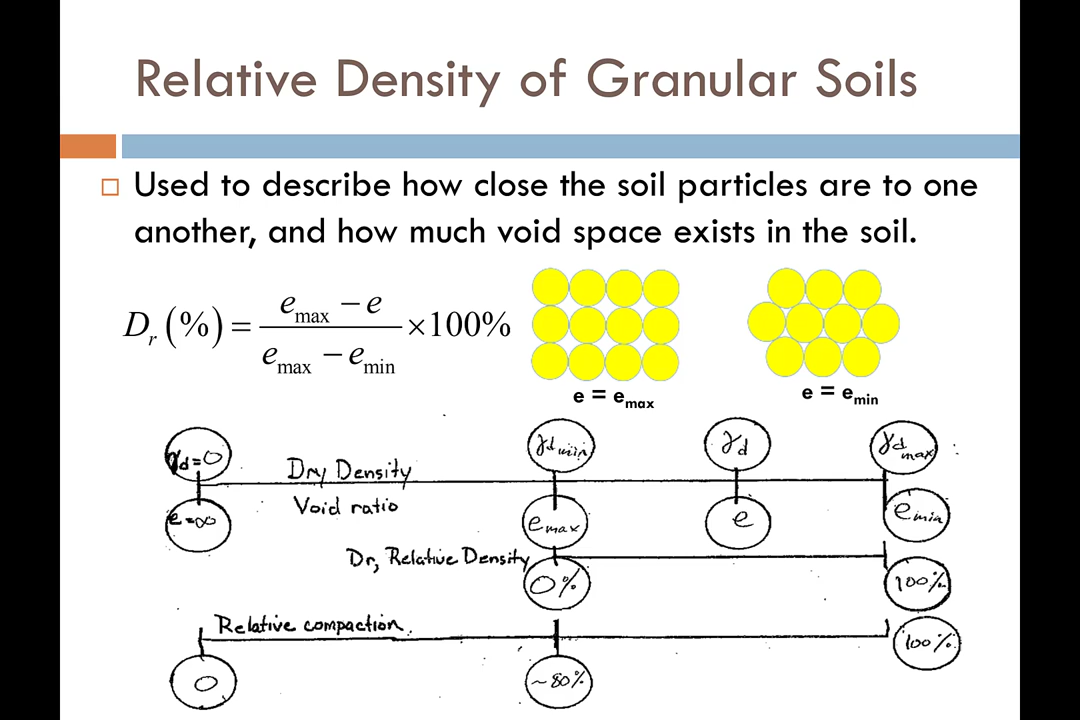 Relative Density of Granular Soils
Used to describe how close the soil particles are to one
another, and how much void space exists in the soil.
D_r (%) = (e_max − e) / (e_max − e_min) ×100%
e = e_max
e = e_min
γd=0
γd min
γd
γd max
Dry Density
Void ratio
e=∞
e max
e
e min
Dr, Relative Density
0%
100%
Relative compaction
0
~80%
100%